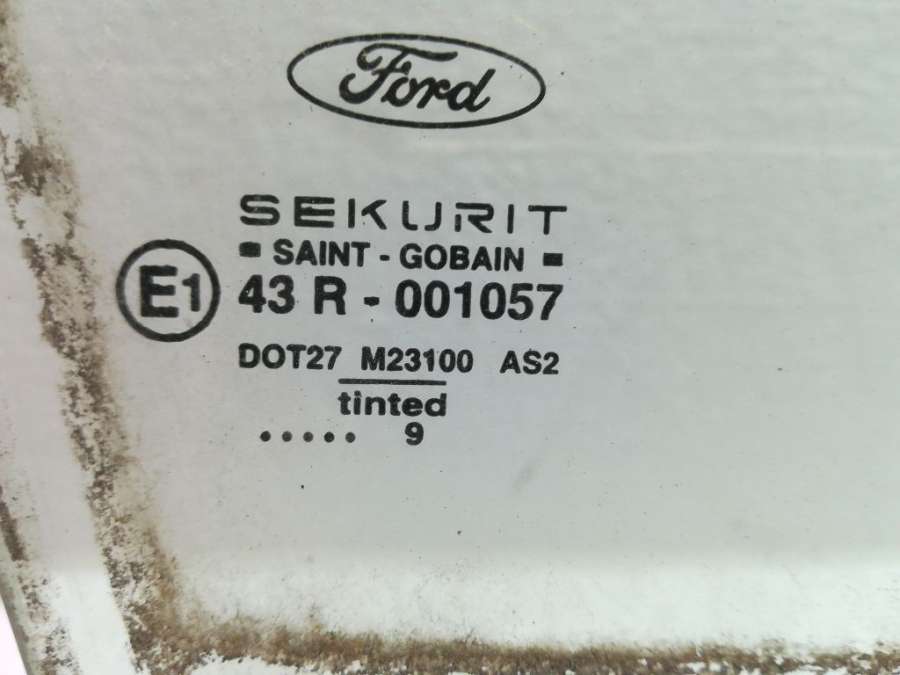 Ford
SEKURIT
▪ SAINT - GOBAIN ▪
E1
43 R - 001057
DOT27 M23100 AS2
tinted
..... 9